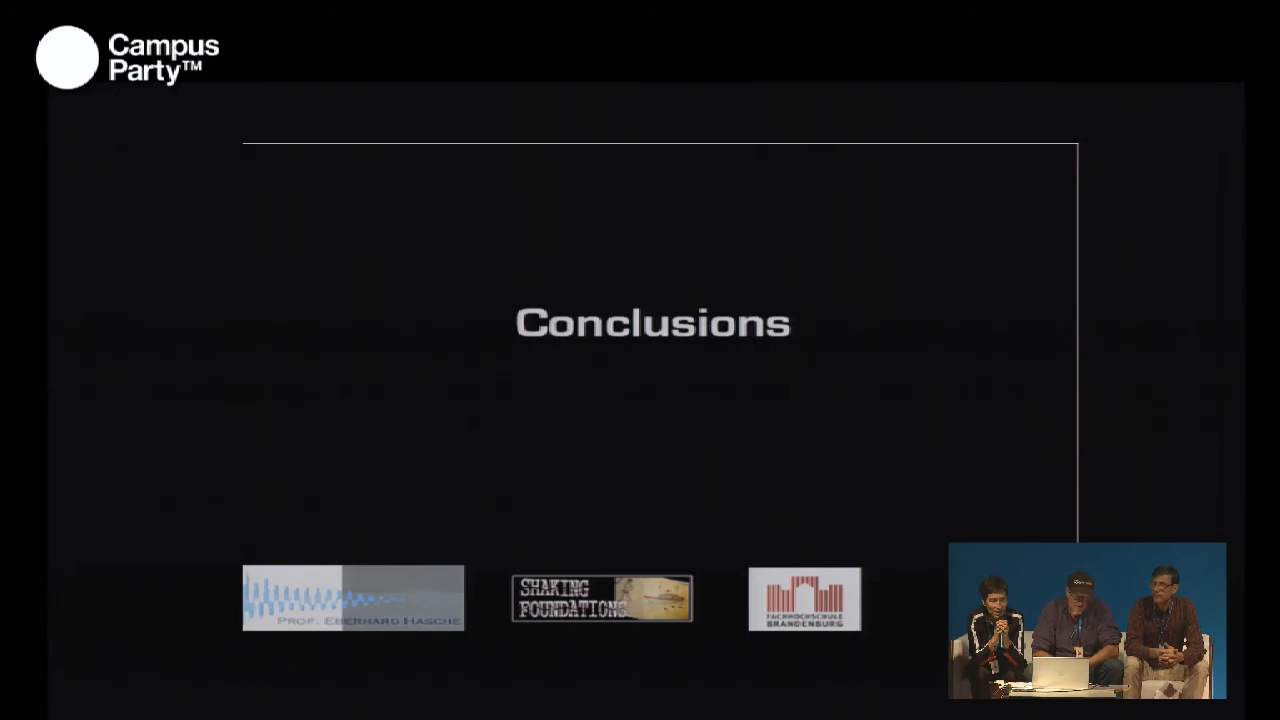 Campus
Party™
Conclusions
PROF. EBERHARD HASCHE
SHAKING
FOUNDATIONS
FACHHOCHSCHULE
BRANDENBURG